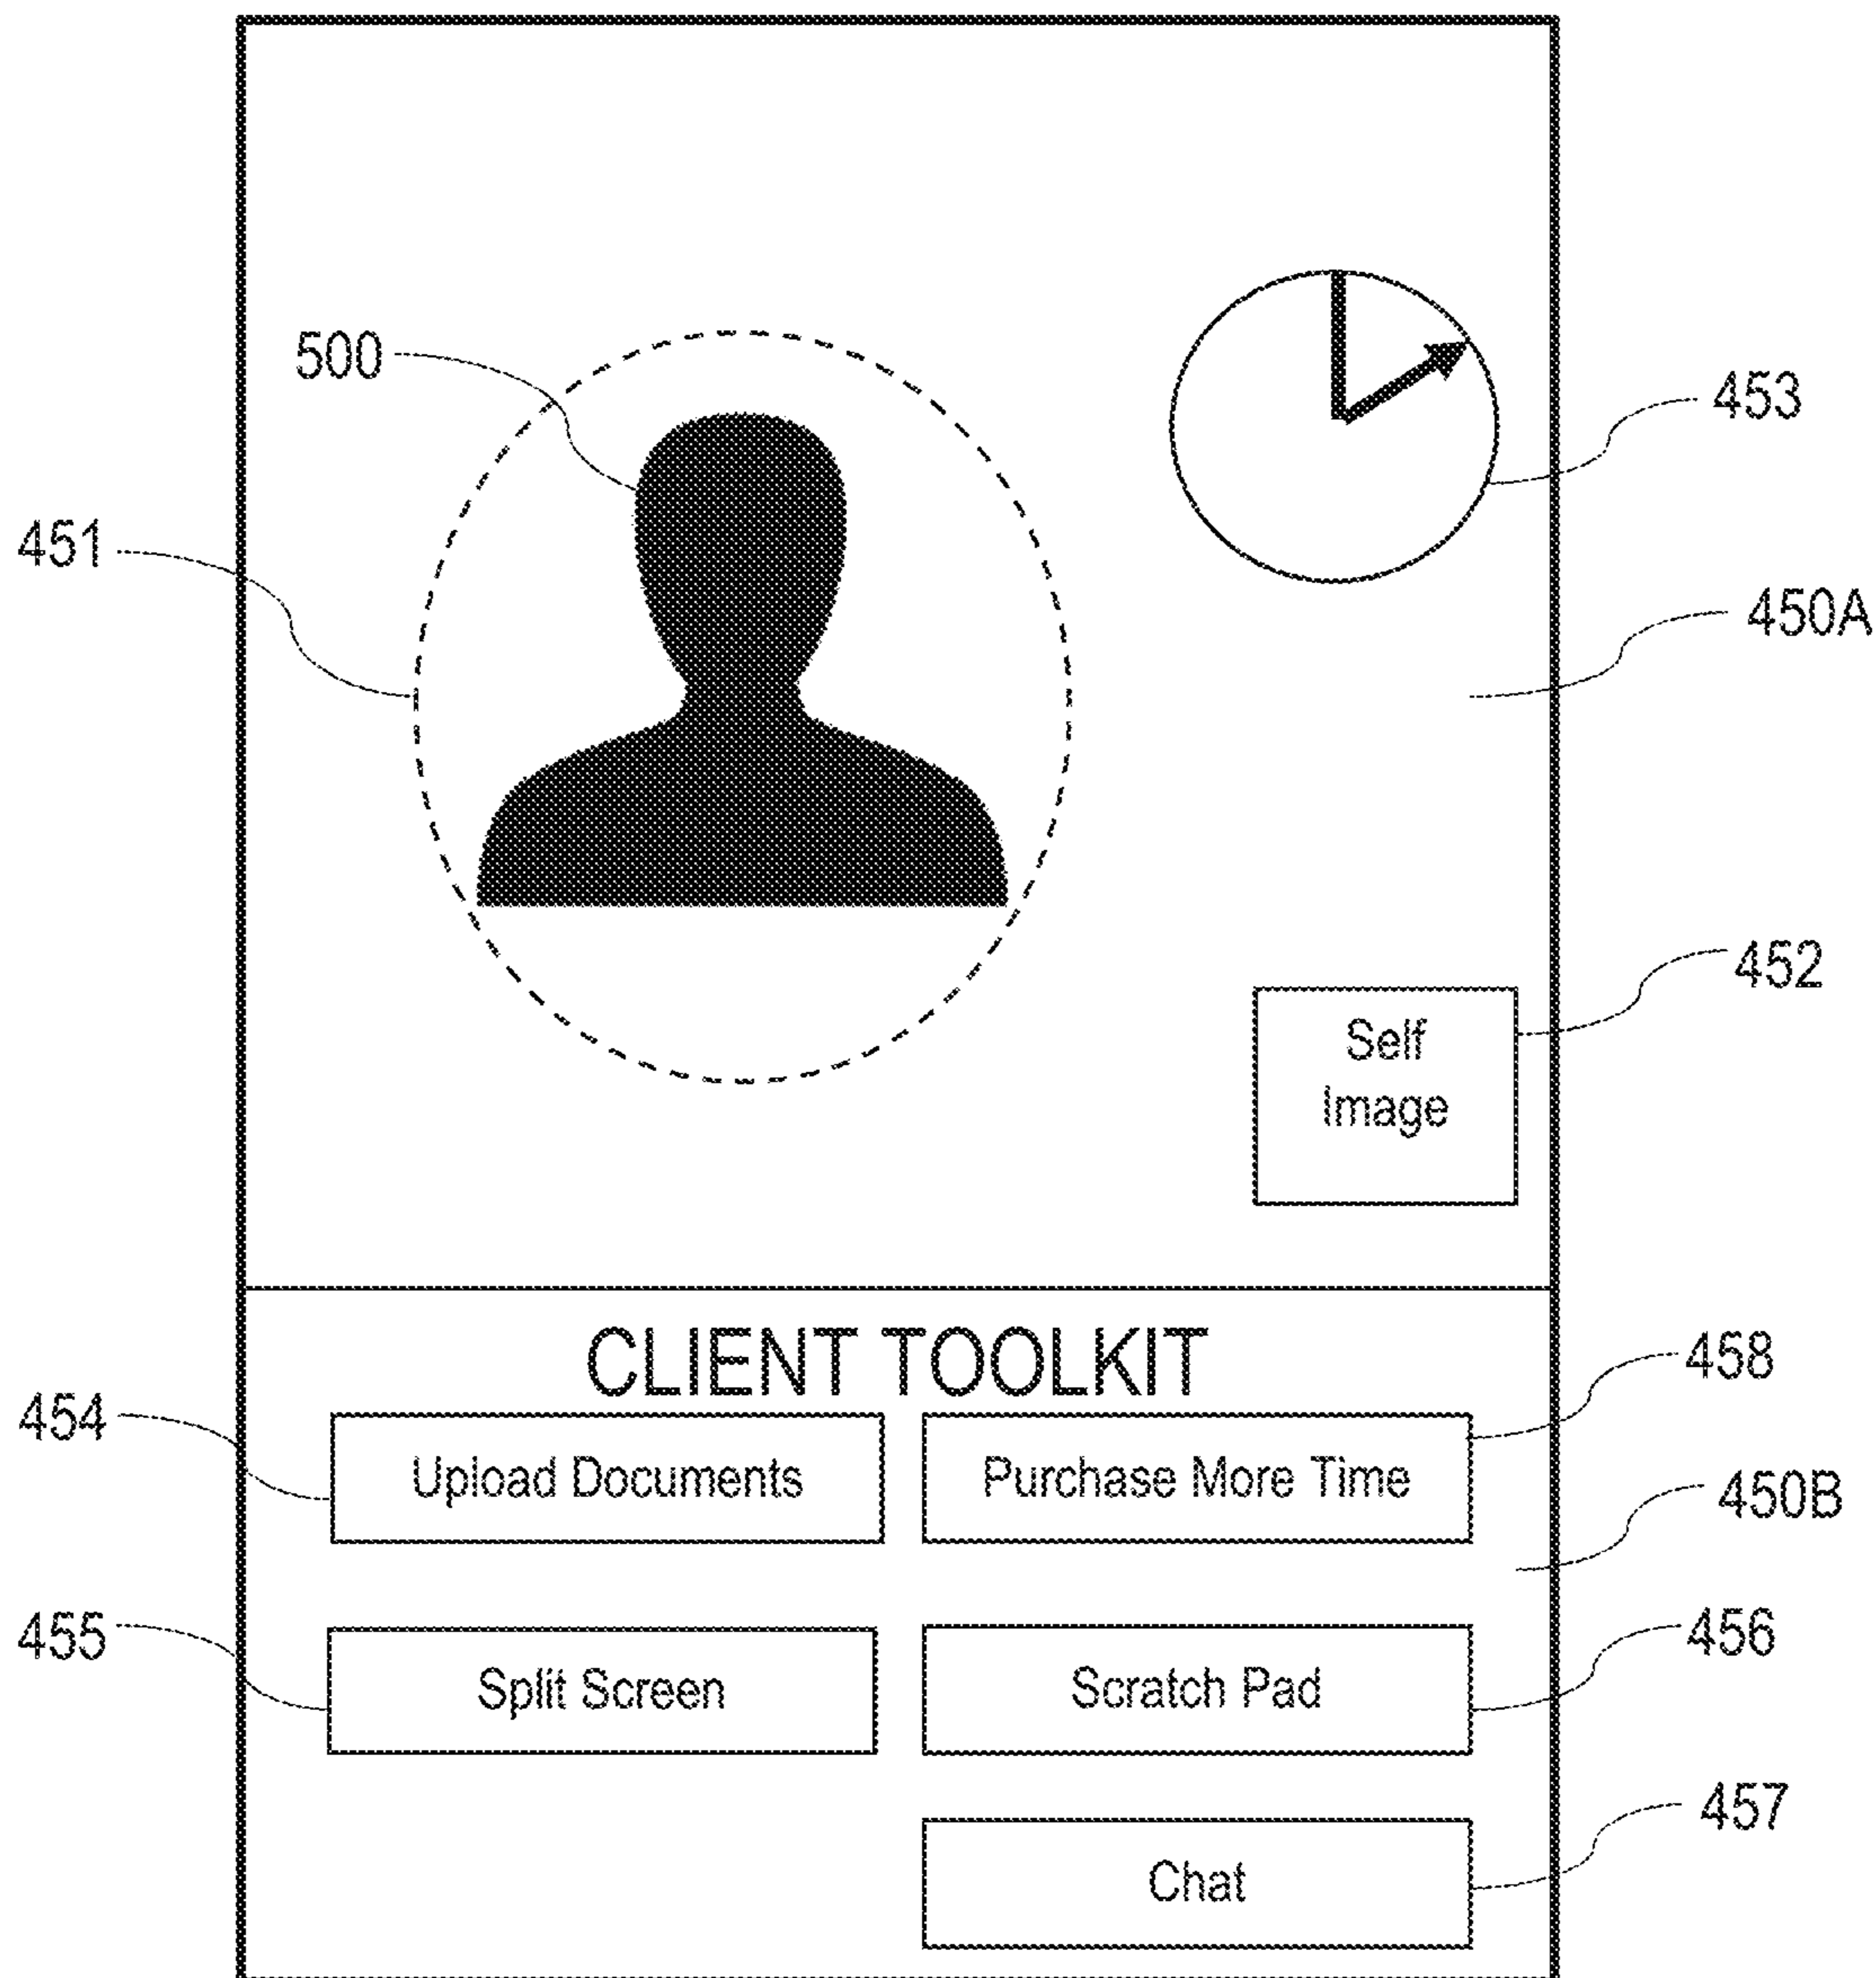 500
453
451
450A
452
Self
Image
CLIENT TOOLKIT
458
454
Upload Documents
Purchase More Time
450B
455
Split Screen
Scratch Pad
456
457
Chat